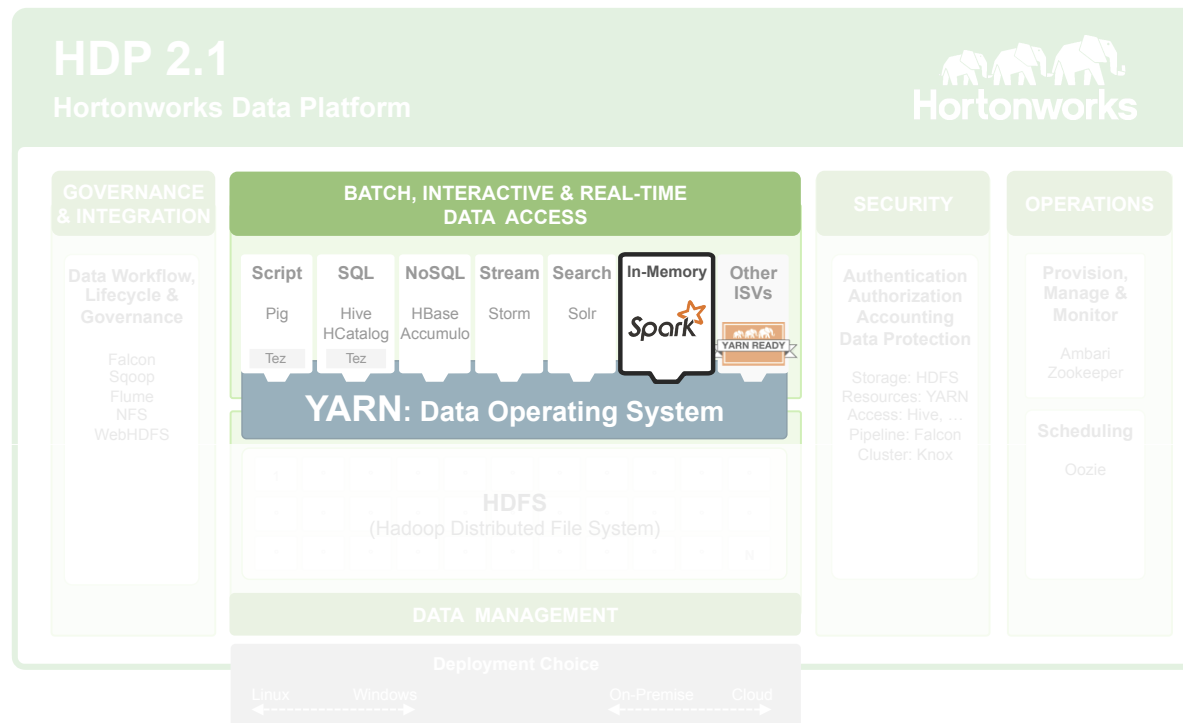 HDP 2.1
Hortonworks Data Platform
Hortonworks
GOVERNANCE
& INTEGRATION
Data Workflow,
Lifecycle &
Governance
Falcon
Sqoop
Flume
NFS
WebHDFS
BATCH, INTERACTIVE & REAL-TIME
DATA ACCESS
Script
Pig
Tez
SQL
Hive
HCatalog
Tez
NoSQL
HBase
Accumulo
Stream
Storm
Search
Solr
In-Memory
Spark
Other
ISVs
YARN READY
YARN: Data Operating System
HDFS
(Hadoop Distributed File System)
N
DATA MANAGEMENT
SECURITY
Authentication
Authorization
Accounting
Data Protection
Storage: HDFS
Resources: YARN
Access: Hive, …
Pipeline: Falcon
Cluster: Knox
OPERATIONS
Provision,
Manage &
Monitor
Ambari
Zookeeper
Scheduling
Oozie
Deployment Choice
Linux
Windows
On-Premise
Cloud